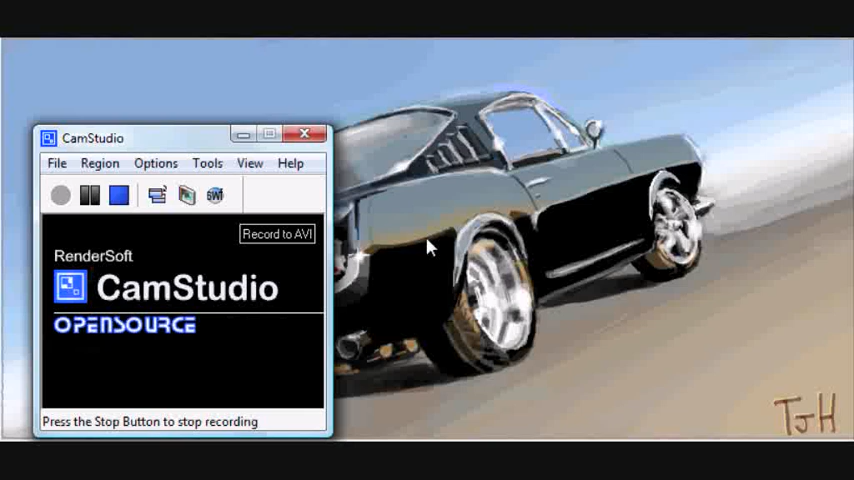 CamStudio
File Region Options Tools View Help
SWF
Record to AVI
RenderSoft
CamStudio
OPENSOURCE
Press the Stop Button to stop recording
TJH